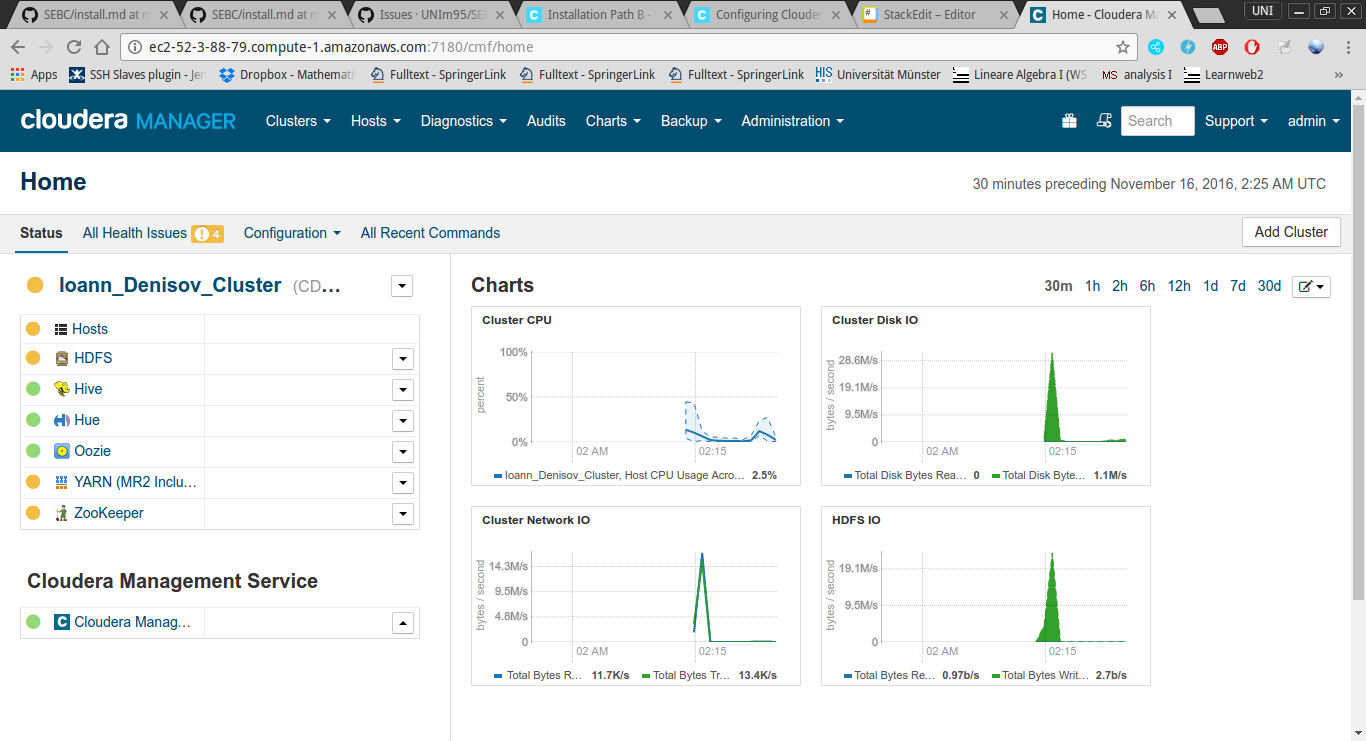 SEBC/install.md at m
SEBC/install.md at m
Issues · UNIm95/SE
Installation Path B -
Configuring Clouder
StackEdit – Editor
Home - Cloudera Ma
UNI
ec2-52-3-88-79.compute-1.amazonaws.com:7180/cmf/home
Apps SSH Slaves plugin - Jen Dropbox - Mathemati Fulltext - SpringerLink Fulltext - SpringerLink Fulltext - SpringerLink Universität Münster Lineare Algebra I (WS MS analysis I Learnweb2 »
cloudera MANAGER Clusters Hosts Diagnostics Audits Charts Backup Administration Search Support admin
Home
30 minutes preceding November 16, 2016, 2:25 AM UTC
Status All Health Issues 4 Configuration All Recent Commands Add Cluster
Ioann_Denisov_Cluster (CD…
Hosts
HDFS
Hive
Hue
Oozie
YARN (MR2 Inclu…
ZooKeeper
Cloudera Management Service
Cloudera Manag…
Charts
30m 1h 2h 6h 12h 1d 7d 30d
Cluster CPU
percent
100%
50%
0%
02 AM 02:15
Ioann_Denisov_Cluster, Host CPU Usage Acro… 2.5%
Cluster Disk IO
bytes / second
28.6M/s
19.1M/s
9.5M/s
0
02 AM 02:15
Total Disk Bytes Rea… 0 Total Disk Byte… 1.1M/s
Cluster Network IO
bytes / second
14.3M/s
9.5M/s
4.8M/s
0
02 AM 02:15
Total Bytes R… 11.7K/s Total Bytes Tr… 13.4K/s
HDFS IO
bytes / second
19.1M/s
9.5M/s
0
02 AM 02:15
Total Bytes Re… 0.97b/s Total Bytes Writ… 2.7b/s